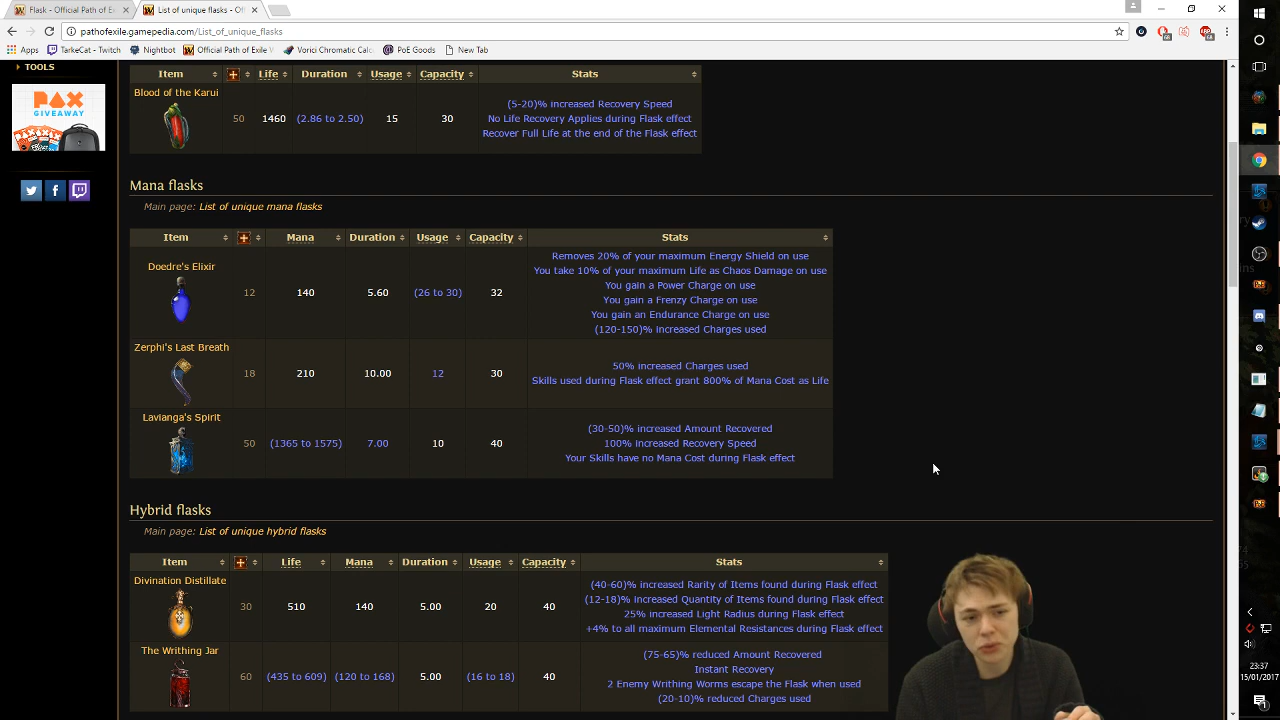 Flask - Official Path of E ×
List of unique flasks - Of ×
pathofexile.gamepedia.com/List_of_unique_flasks
Apps TarkeCat - Twitch Nightbot Official Path of Exile V Vorici Chromatic Calc PoE Goods New Tab
TOOLS
PAX
GIVEAWAY
Item Life Duration Usage Capacity Stats
Blood of the Karui
50 1460 (2.86 to 2.50) 15 30
(5-20)% increased Recovery Speed
No Life Recovery Applies during Flask effect
Recover Full Life at the end of the Flask effect
Mana flasks
Main page: List of unique mana flasks
Item Mana Duration Usage Capacity Stats
Doedre's Elixir
12 140 5.60 (26 to 30) 32
Removes 20% of your maximum Energy Shield on use
You take 10% of your maximum Life as Chaos Damage on use
You gain a Power Charge on use
You gain a Frenzy Charge on use
You gain an Endurance Charge on use
(120-150)% increased Charges used
Zerphi's Last Breath
18 210 10.00 12 30
50% increased Charges used
Skills used during Flask effect grant 800% of Mana Cost as Life
Lavianga's Spirit
50 (1365 to 1575) 7.00 10 40
(30-50)% increased Amount Recovered
100% increased Recovery Speed
Your Skills have no Mana Cost during Flask effect
Hybrid flasks
Main page: List of unique hybrid flasks
Item Life Mana Duration Usage Capacity Stats
Divination Distillate
30 510 140 5.00 20 40
(40-60)% increased Rarity of Items found during Flask effect
(12-18)% increased Quantity of Items found during Flask effect
25% increased Light Radius during Flask effect
+4% to all maximum Elemental Resistances during Flask effect
The Writhing Jar
60 (435 to 609) (120 to 168) 5.00 (16 to 18) 40
(75-65)% reduced Amount Recovered
Instant Recovery
2 Enemy Writhing Worms escape the Flask when used
(20-10)% reduced Charges used
23:37
15/01/2017